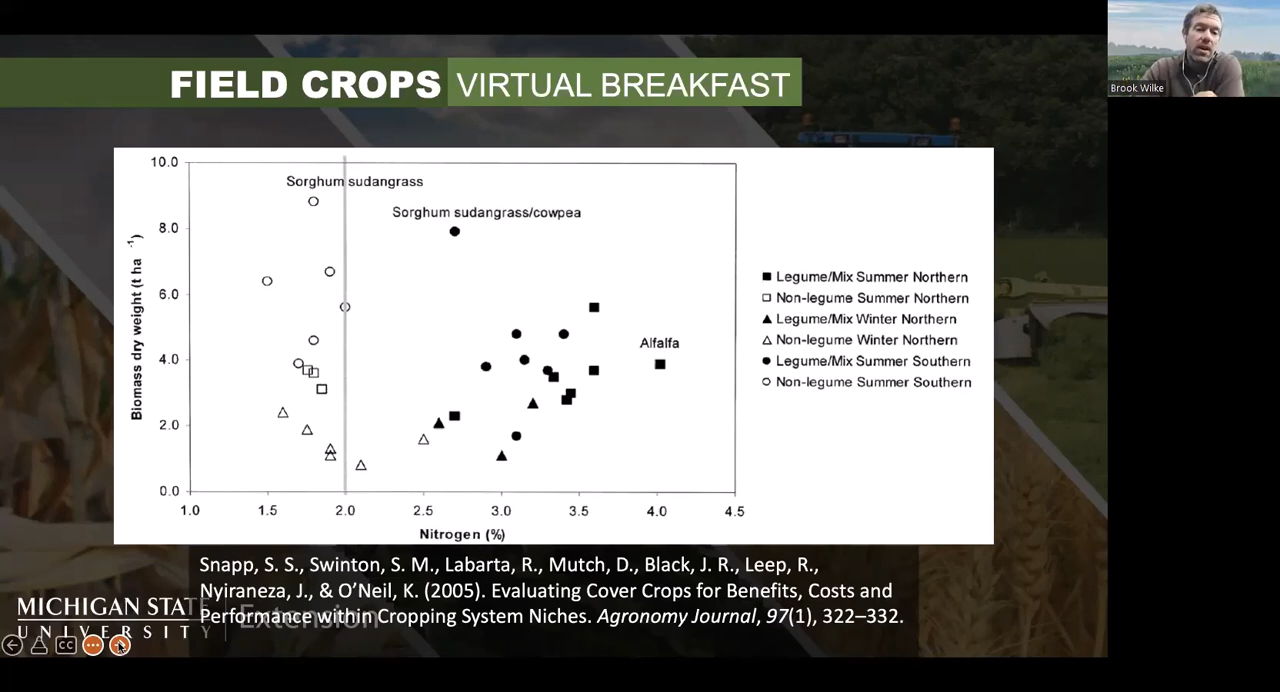 FIELD CROPS VIRTUAL BREAKFAST
Brook Wilke
10.0
8.0
6.0
4.0
2.0
0.0
Biomass dry weight (t ha -1)
Sorghum sudangrass
Sorghum sudangrass/cowpea
Alfalfa
1.0 1.5 2.0 2.5 3.0 3.5 4.0 4.5
Nitrogen (%)
Legume/Mix Summer Northern
Non-legume Summer Northern
Legume/Mix Winter Northern
Non-legume Winter Northern
Legume/Mix Summer Southern
Non-legume Summer Southern
Snapp, S. S., Swinton, S. M., Labarta, R., Mutch, D., Black, J. R., Leep, R.,
Nyiraneza, J., & O’Neil, K. (2005). Evaluating Cover Crops for Benefits, Costs and
Performance within Cropping System Niches. Agronomy Journal, 97(1), 322–332.
MICHIGAN STATE
UNIVERSITY
Extension
CC